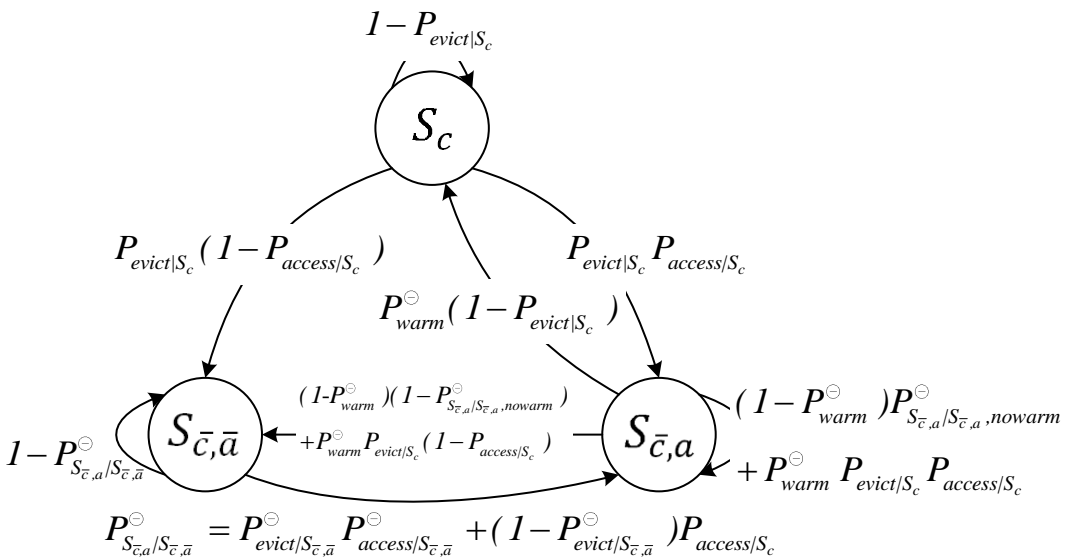 1 − P_{evict|S_c}
S_c
P_{evict|S_c}(1 − P_{access/S_c})
P_{evict|S_c} P_{access/S_c}
P^{⊖}_{warm}(1 − P_{evict|S_c})
(1-P^{⊖}_{warm})(1 − P^{⊖}_{S_{c̅,a}/S_{c̅,a},nowarm})
+P^{⊖}_{warm}P_{evict/S_c}(1 − P_{access/S_c})
S_{c̅,a̅}
S_{c̅,a}
(1 − P^{⊖}_{warm})P^{⊖}_{S_{c̅,a}/S_{c̅,a},nowarm}
+ P^{⊖}_{warm} P_{evict/S_c} P_{access/S_c}
1 − P^{⊖}_{S_{c̅,a}/S_{c̅,a̅}}
P^{⊖}_{S_{c̅,a}/S_{c̅,a̅}} = P^{⊖}_{evict/S_{c̅,a̅}} P^{⊖}_{access/S_{c̅,a̅}} + (1 − P^{⊖}_{evict/S_{c̅,a̅}})P_{access/S_c}